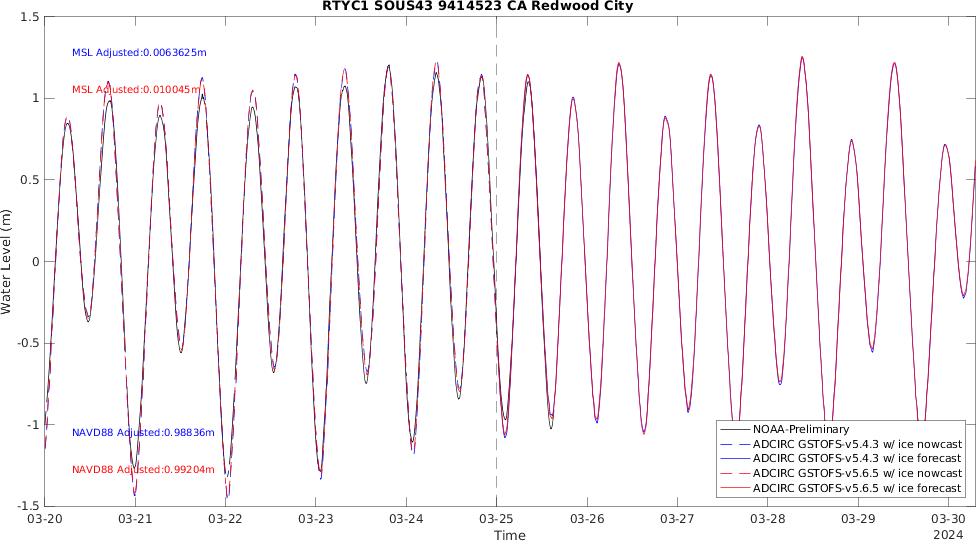 RTYC1 SOUS43 9414523 CA Redwood City
1.5
MSL Adjusted:0.0063625m
1
MSL Adjusted:0.010045m
0.5
0
Water Level (m)
-0.5
-1
NAVD88 Adjusted:0.98836m
NAVD88 Adjusted:0.99204m
-1.5
NOAA-Preliminary
ADCIRC GSTOFS-v5.4.3 w/ ice nowcast
ADCIRC GSTOFS-v5.4.3 w/ ice forecast
ADCIRC GSTOFS-v5.6.5 w/ ice nowcast
ADCIRC GSTOFS-v5.6.5 w/ ice forecast
03-20 03-21 03-22 03-23 03-24 03-25 03-26 03-27 03-28 03-29 03-30
Time 2024